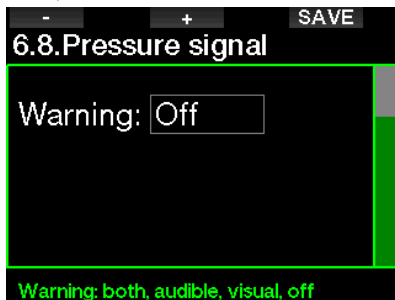 - + SAVE
6.8.Pressure signal
Warning: Off
Warning: both, audible, visual, off